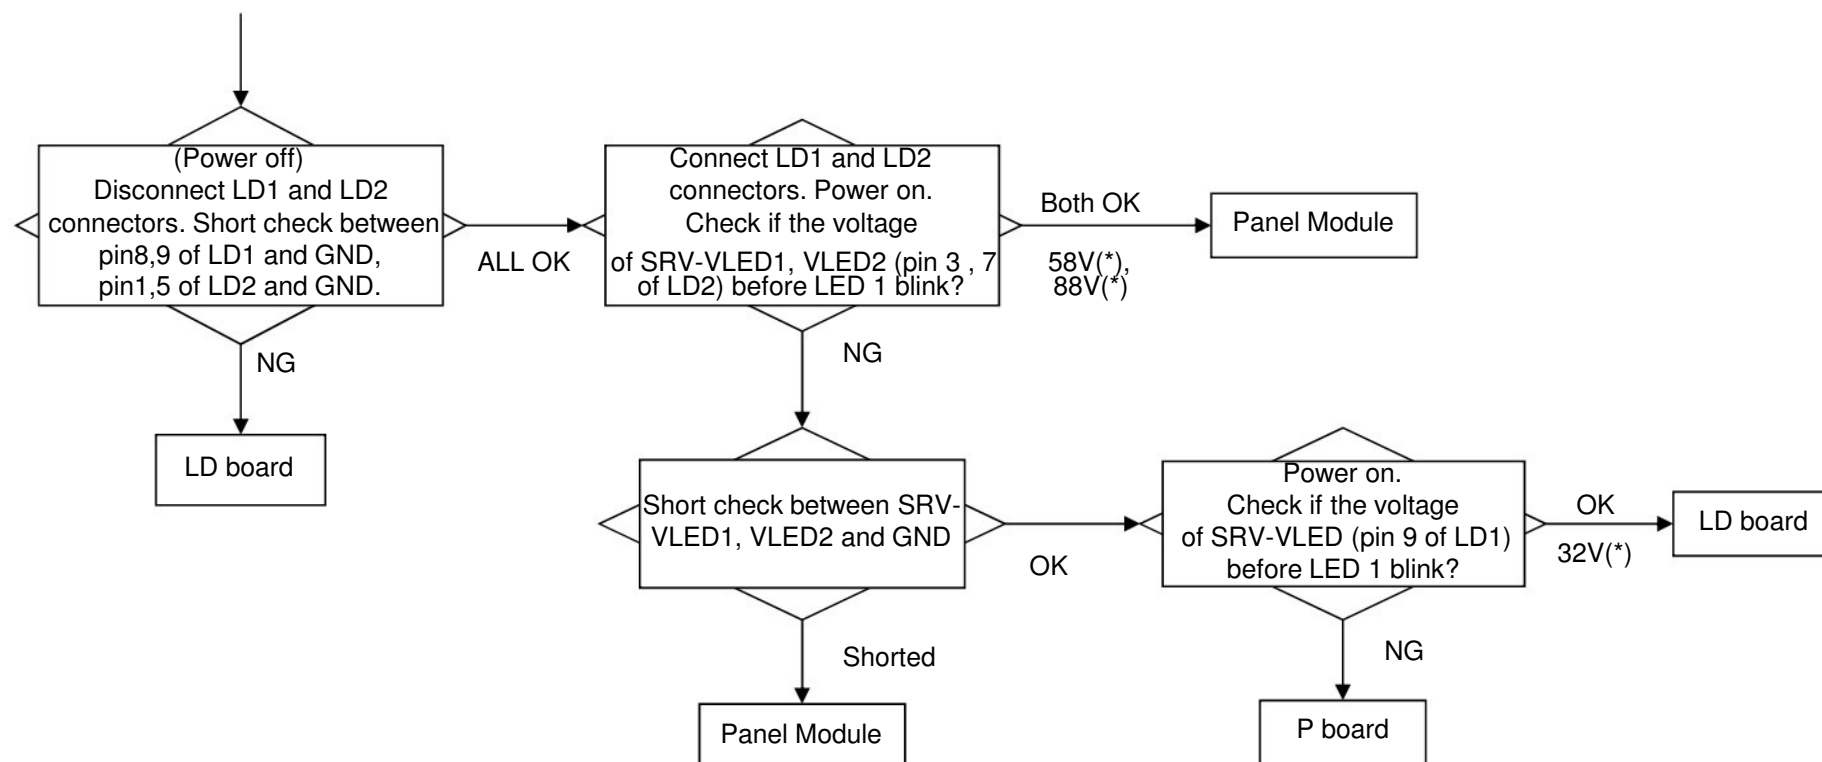 (Power off)
Disconnect LD1 and LD2
connectors. Short check between
pin8,9 of LD1 and GND,
pin1,5 of LD2 and GND.
ALL OK
NG
LD board
Connect LD1 and LD2
connectors. Power on.
Check if the voltage
of SRV-VLED1, VLED2 (pin 3 , 7
of LD2) before LED 1 blink?
Both OK
58V(*),
88V(*)
Panel Module
NG
Short check between SRV-
VLED1, VLED2 and GND
OK
Shorted
Panel Module
Power on.
Check if the voltage
of SRV-VLED (pin 9 of LD1)
before LED 1 blink?
OK
32V(*)
LD board
NG
P board